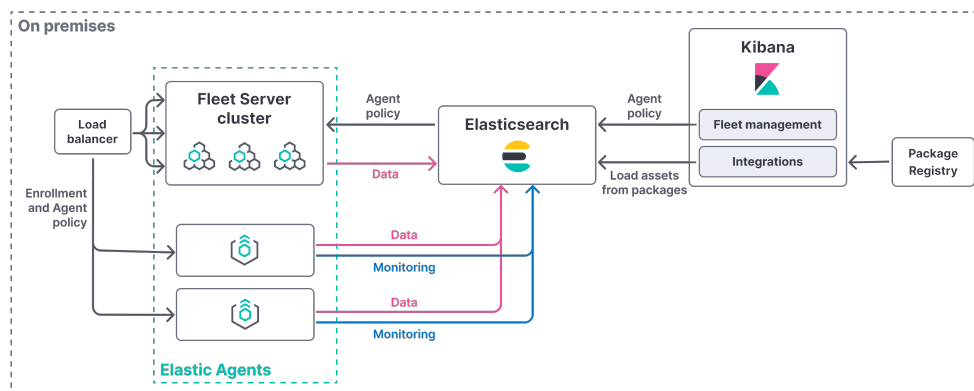 On premises
Kibana
Fleet Server
cluster
Agent
policy
Agent
policy
Fleet management
Load
balancer
Elasticsearch
Integrations
Package
Registry
Data
Load assets
from packages
Enrollment
and Agent
policy
Data
Monitoring
Data
Monitoring
Elastic Agents